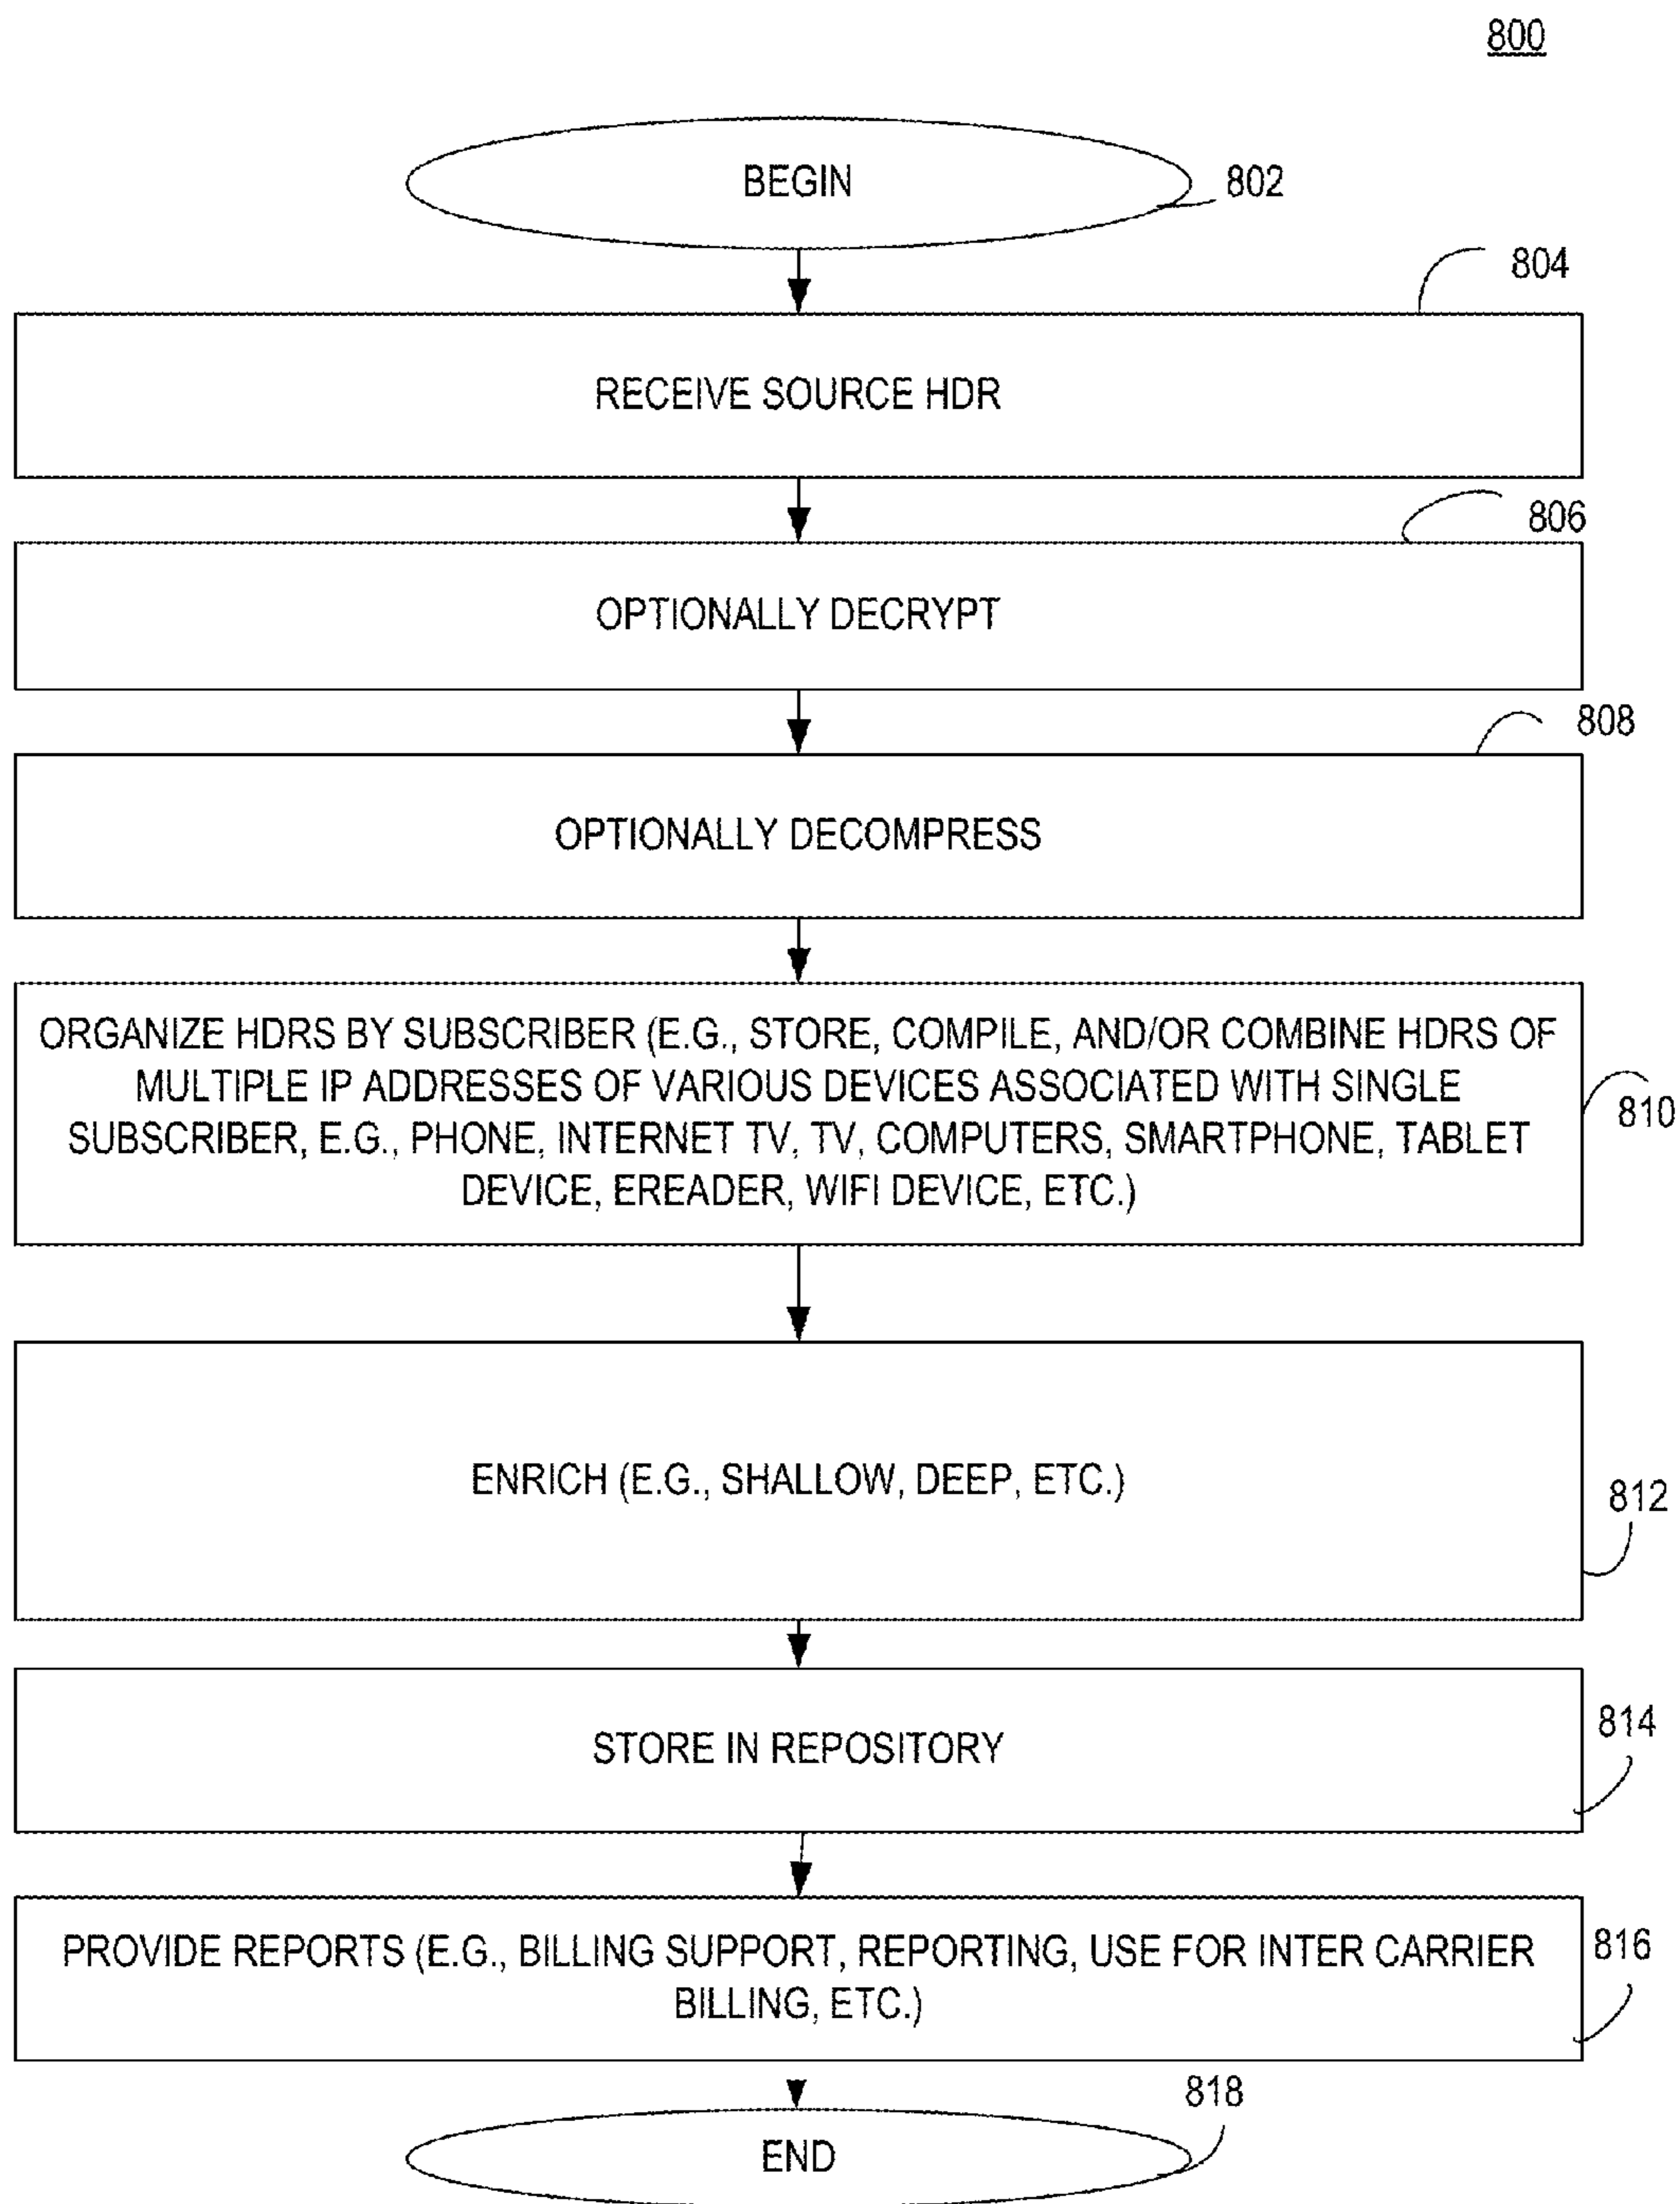 800
BEGIN
802
804
RECEIVE SOURCE HDR
806
OPTIONALLY DECRYPT
808
OPTIONALLY DECOMPRESS
ORGANIZE HDRS BY SUBSCRIBER (E.G., STORE, COMPILE, AND/OR COMBINE HDRS OF
MULTIPLE IP ADDRESSES OF VARIOUS DEVICES ASSOCIATED WITH SINGLE
SUBSCRIBER, E.G., PHONE, INTERNET TV, TV, COMPUTERS, SMARTPHONE, TABLET
DEVICE, EREADER, WIFI DEVICE, ETC.)
810
ENRICH (E.G., SHALLOW, DEEP, ETC.)
812
STORE IN REPOSITORY
814
PROVIDE REPORTS (E.G., BILLING SUPPORT, REPORTING, USE FOR INTER CARRIER
BILLING, ETC.)
816
818
END